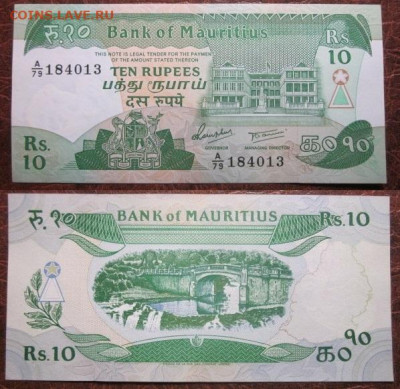 COINS.LAVE.RU
रु.१० Bank of Mauritius Rs 10
THIS NOTE IS LEGAL TENDER FOR THE PAYMENT
OF THE AMOUNT STATED THEREON
A/79 184013 TEN RUPEES
பத்து ரூபாய்
दस रुपये
Rs. 10
A/79 184013
GOVERNOR MANAGING DIRECTOR
रु.१० BANK of MAURITIUS Rs.10
Rs.10